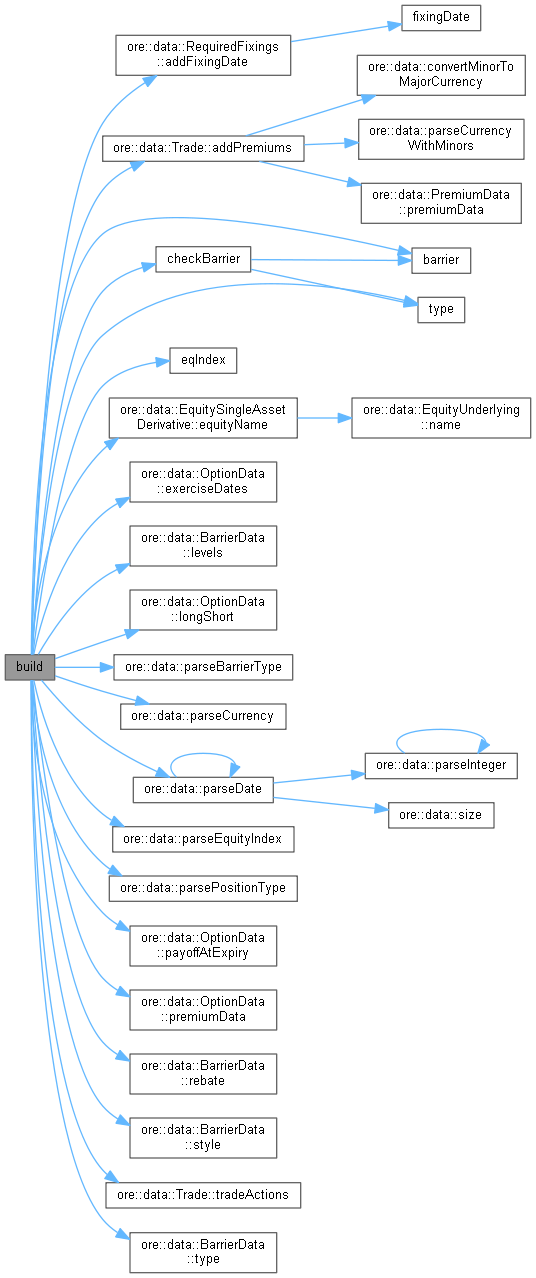 fixingDate
ore::data::RequiredFixings
::addFixingDate
ore::data::convertMinorTo
MajorCurrency
ore::data::Trade::addPremiums
ore::data::parseCurrency
WithMinors
ore::data::PremiumData
::premiumData
checkBarrier
barrier
type
eqIndex
ore::data::EquitySingleAsset
Derivative::equityName
ore::data::EquityUnderlying
::name
ore::data::OptionData
::exerciseDates
ore::data::BarrierData
::levels
ore::data::OptionData
::longShort
build
ore::data::parseBarrierType
ore::data::parseCurrency
ore::data::parseDate
ore::data::parseInteger
ore::data::size
ore::data::parseEquityIndex
ore::data::parsePositionType
ore::data::OptionData
::payoffAtExpiry
ore::data::OptionData
::premiumData
ore::data::BarrierData
::rebate
ore::data::BarrierData
::style
ore::data::Trade::tradeActions
ore::data::BarrierData
::type